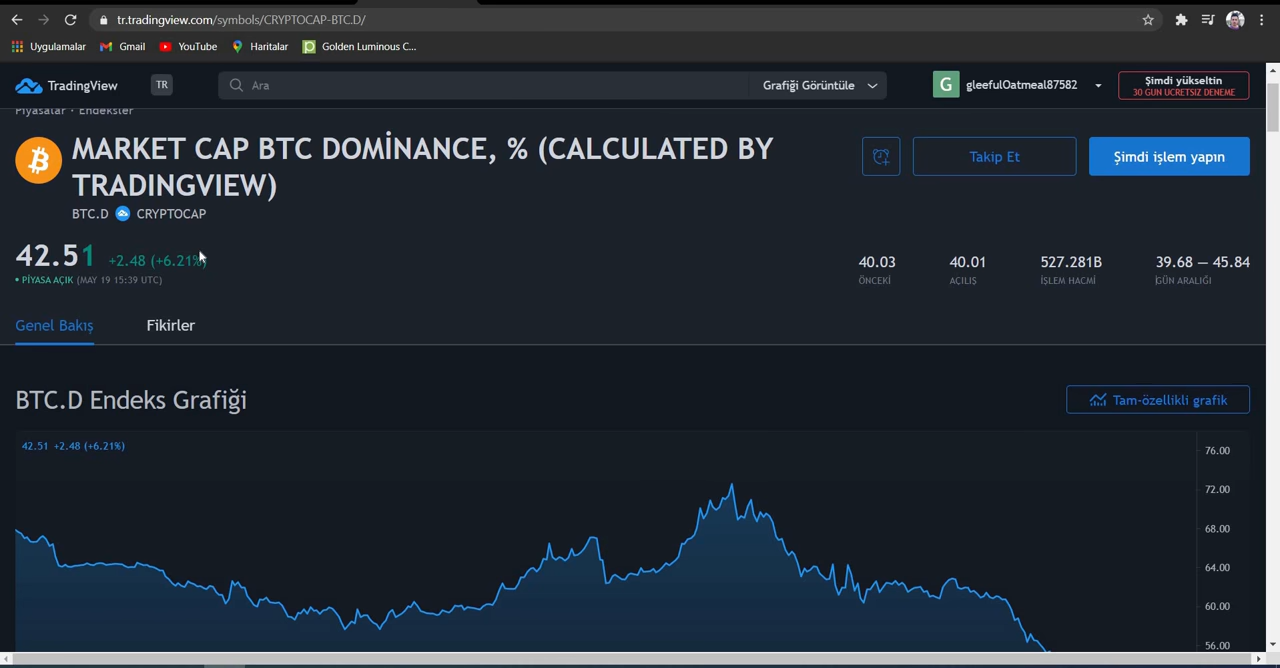 tr.tradingview.com/symbols/CRYPTOCAP-BTC.D/
Uygulamalar Gmail YouTube Haritalar Golden Luminous C...
TradingView TR Ara Grafiği Görüntüle G gleefulOatmeal87582 Şimdi yükseltin
30 GÜN ÜCRETSİZ DENEME
Piyasalar · Endeksler
MARKET CAP BTC DOMİNANCE, % (CALCULATED BY
TRADINGVIEW)
Takip Et Şimdi işlem yapın
BTC.D CRYPTOCAP
42.51 +2.48 (+6.21%)
• PİYASA AÇIK (MAY 19 15:39 UTC)
40.03 40.01 527.281B 39.68 — 45.84
ÖNCEKİ AÇILIŞ İŞLEM HACMİ GÜN ARALIĞI
Genel Bakış Fikirler
BTC.D Endeks Grafiği Tam-özellikli grafik
42.51 +2.48 (+6.21%)
76.00
72.00
68.00
64.00
60.00
56.00